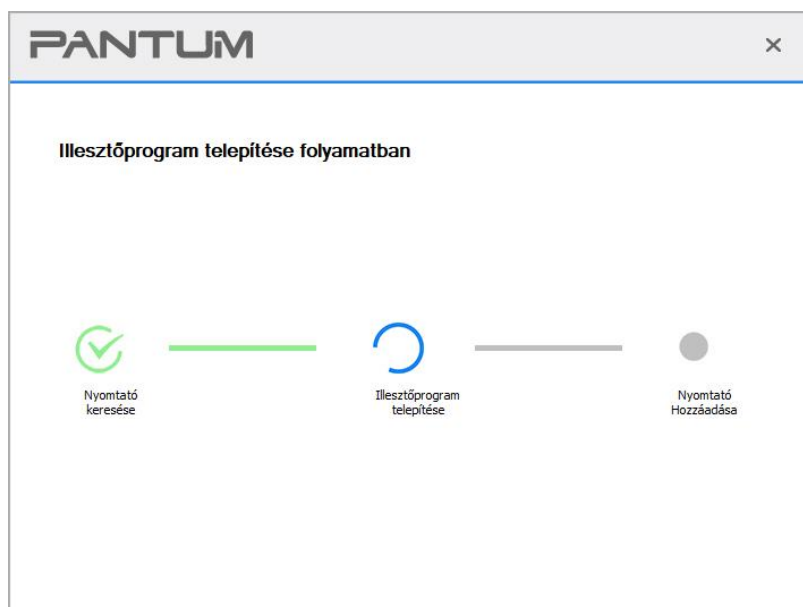 PANTUM
Illesztőprogram telepítése folyamatban
Nyomtató
keresése
Illesztőprogram
telepítése
Nyomtató
Hozzáadása